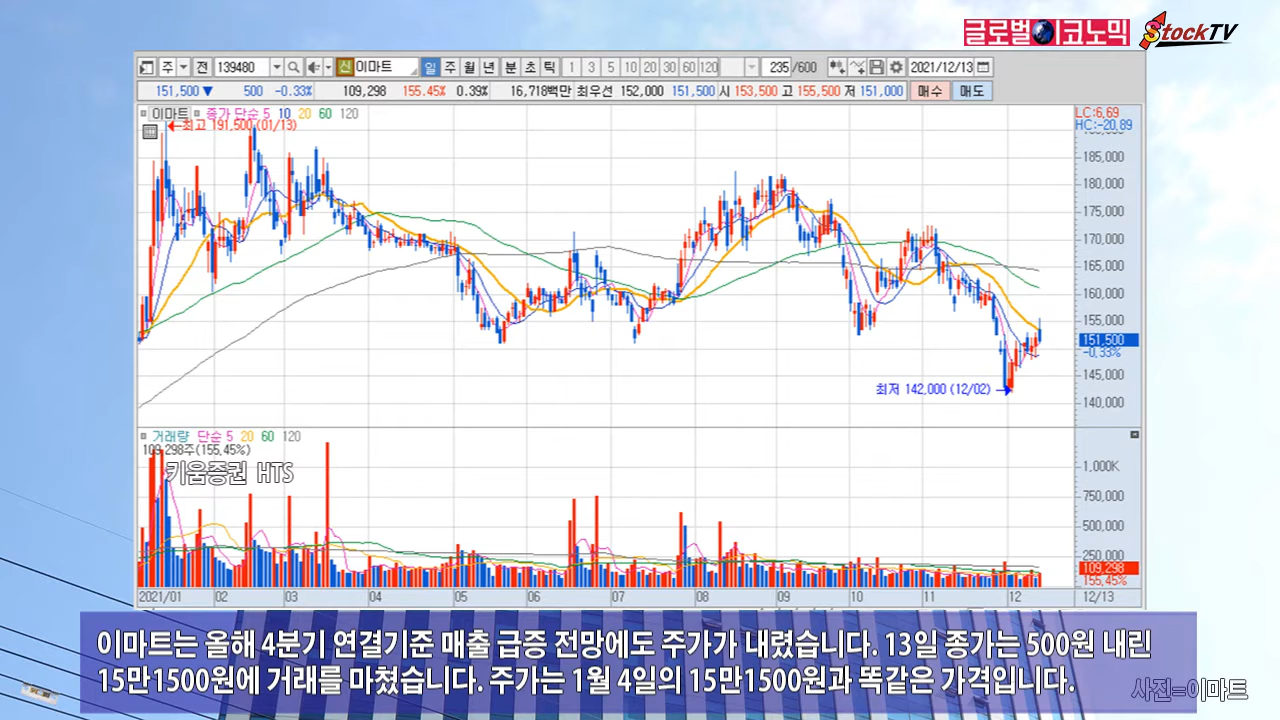 글로벌이코노믹 StockTV
주 전 139480 신 이마트 일 주 월 년 분 초 틱 1 3 5 10 20 30 60 120 235 /600 2021/12/13
151,500 ▼ 500 -0.33% 109,298 155.45% 0.39% 16,718백만 최우선 152,000 151,500 시 153,500 고 155,500 저 151,000 매수 매도
이마트 종가 단순 5 10 20 60 120
LC:6.69
최고 191,500 (01/13)
HC:-20.89
185,000
180,000
175,000
170,000
165,000
160,000
155,000
151,500
-0.33%
145,000
최저 142,000 (12/02)
140,000
거래량 단순 5 20 60 120
109,298주(155.45%)
키움증권 HTS
1,000K
750,000
500,000
250,000
109,298
155.45%
2021/01 02 03 04 05 06 07 08 09 10 11 12 12/13
이마트는 올해 4분기 연결기준 매출 급증 전망에도 주가가 내렸습니다. 13일 종가는 500원 내린
15만1500원에 거래를 마쳤습니다. 주가는 1월 4일의 15만1500원과 똑같은 가격입니다.
사진=이마트